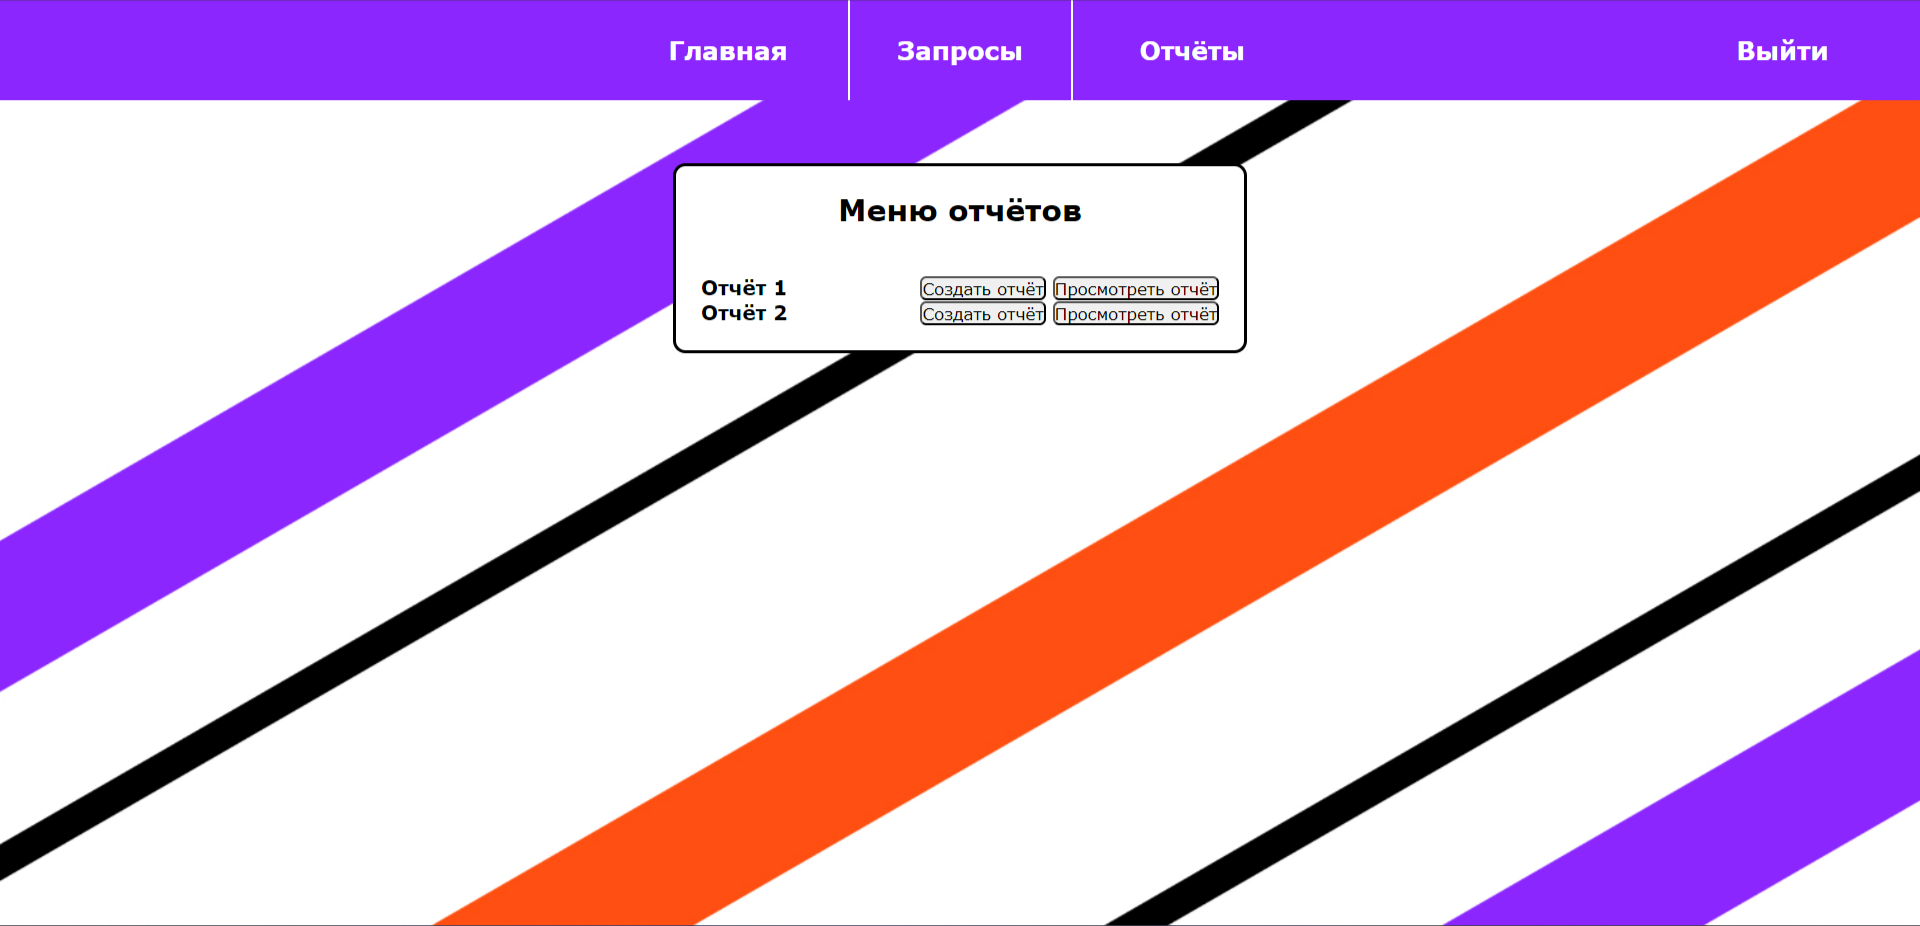 Главная Запросы Отчёты Выйти
Меню отчётов
Отчёт 1 Создать отчёт Просмотреть отчёт
Отчёт 2 Создать отчёт Просмотреть отчёт